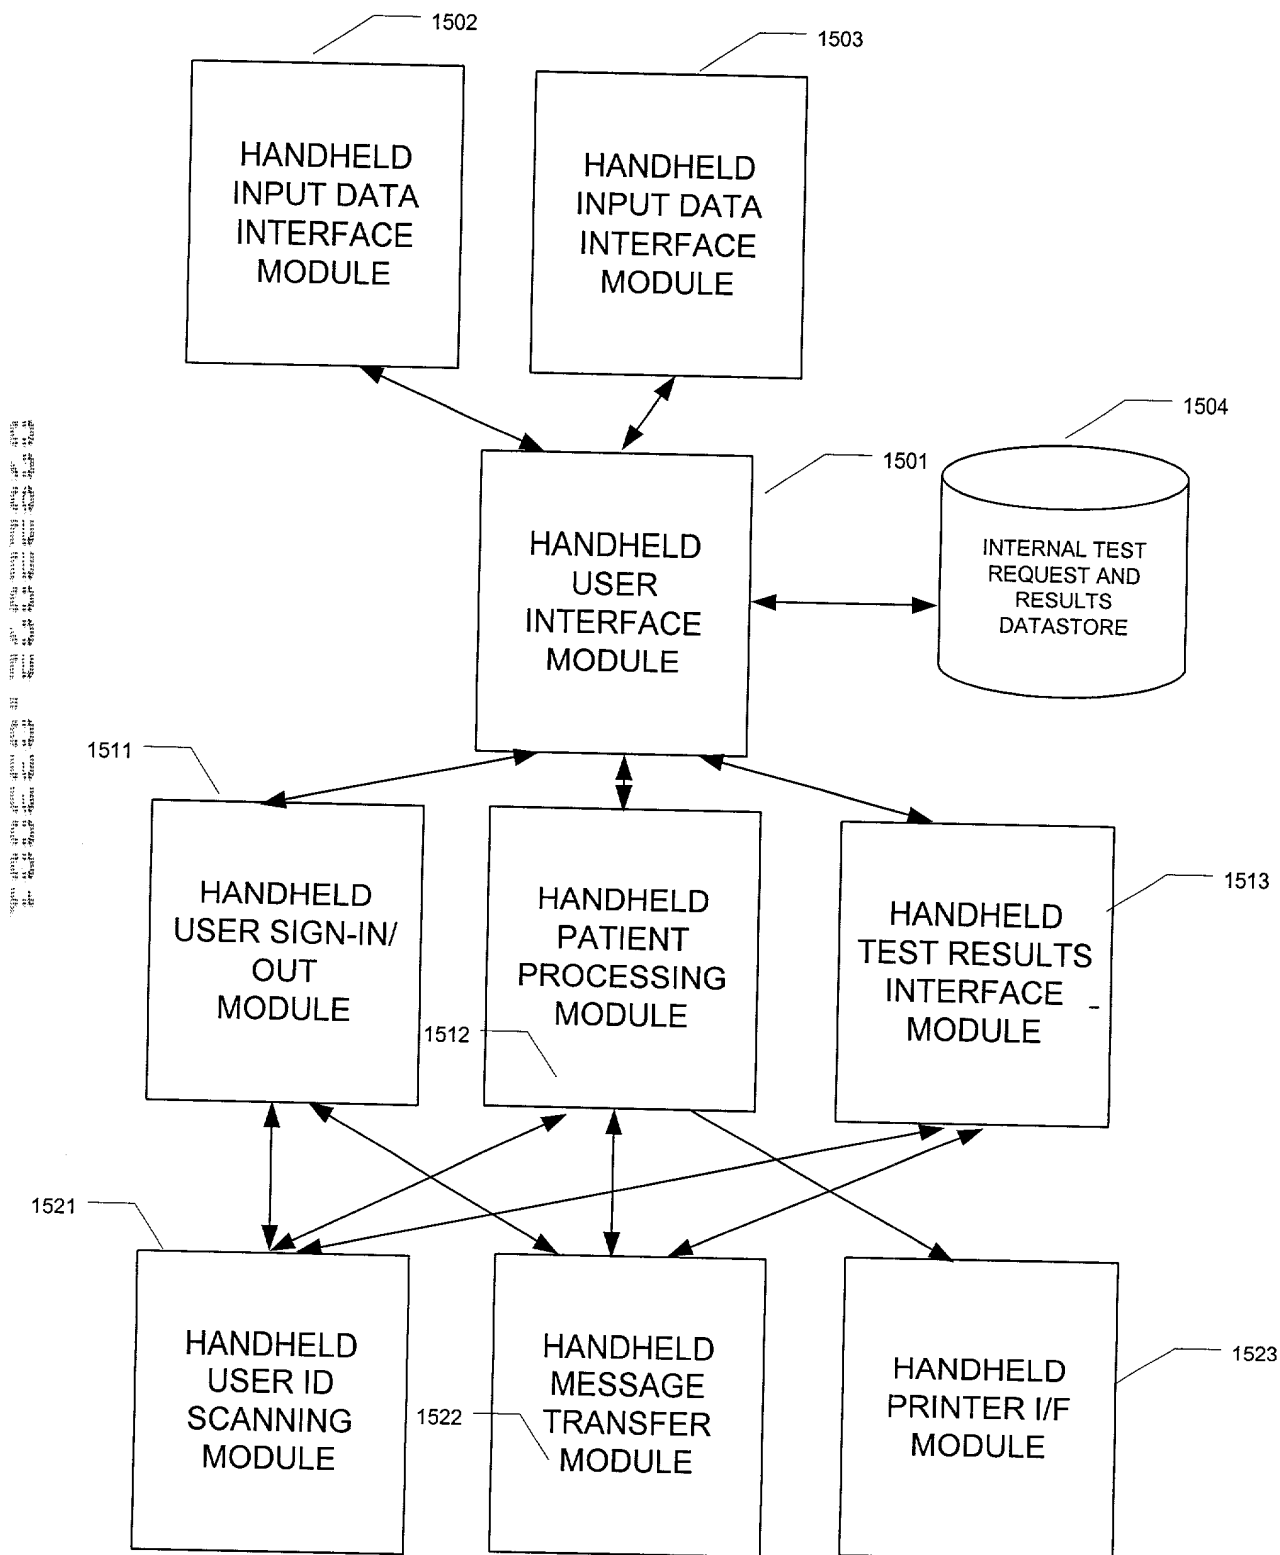 1502
1503
HANDHELD
INPUT DATA
INTERFACE
MODULE
HANDHELD
INPUT DATA
INTERFACE
MODULE
1504
1501
HANDHELD
USER
INTERFACE
MODULE
INTERNAL TEST
REQUEST AND
RESULTS
DATASTORE
1511
HANDHELD
USER SIGN-IN/
OUT
MODULE
HANDHELD
PATIENT
PROCESSING
MODULE
1512
1513
HANDHELD
TEST RESULTS
INTERFACE
MODULE
1521
HANDHELD
USER ID
SCANNING
MODULE
HANDHELD
MESSAGE
TRANSFER
MODULE
1522
HANDHELD
PRINTER I/F
MODULE
1523